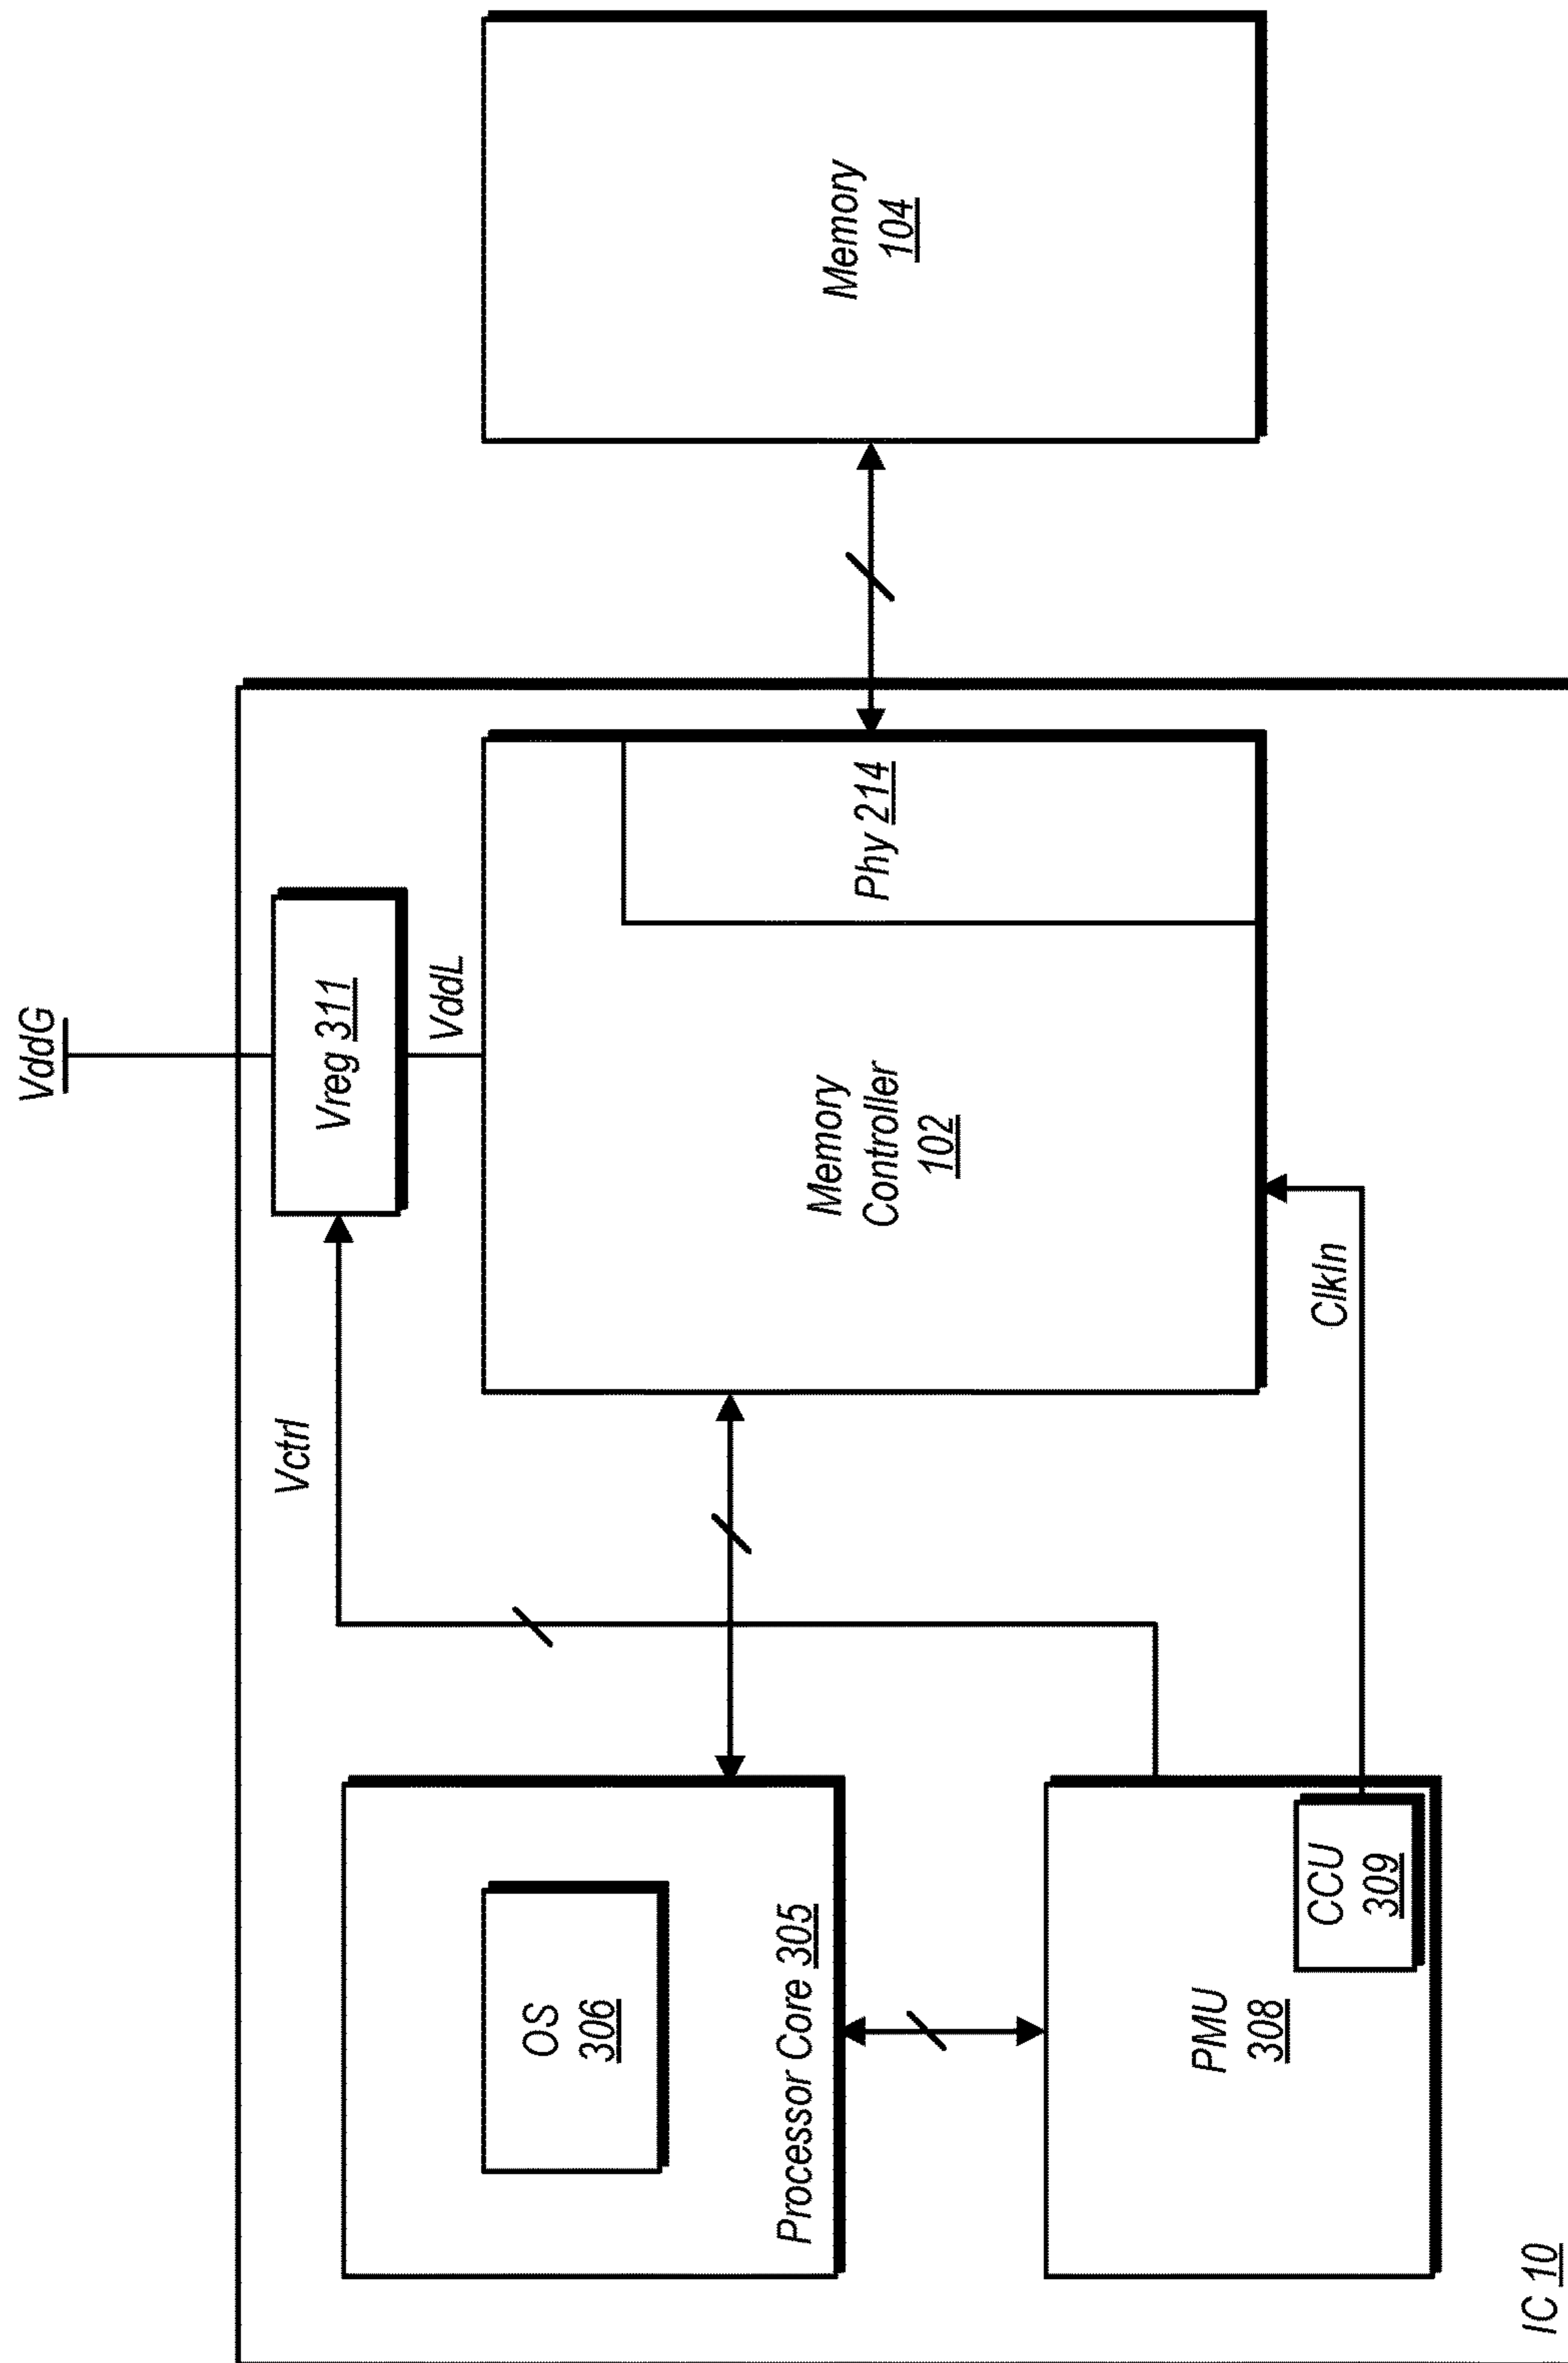 VddG
Vreg 311
VddL
Vctrl
OS
306
Processor Core 305
Memory
Controller
102
Phy 214
Memory
104
PMU
308
CCU
309
ClkIn
IC 10